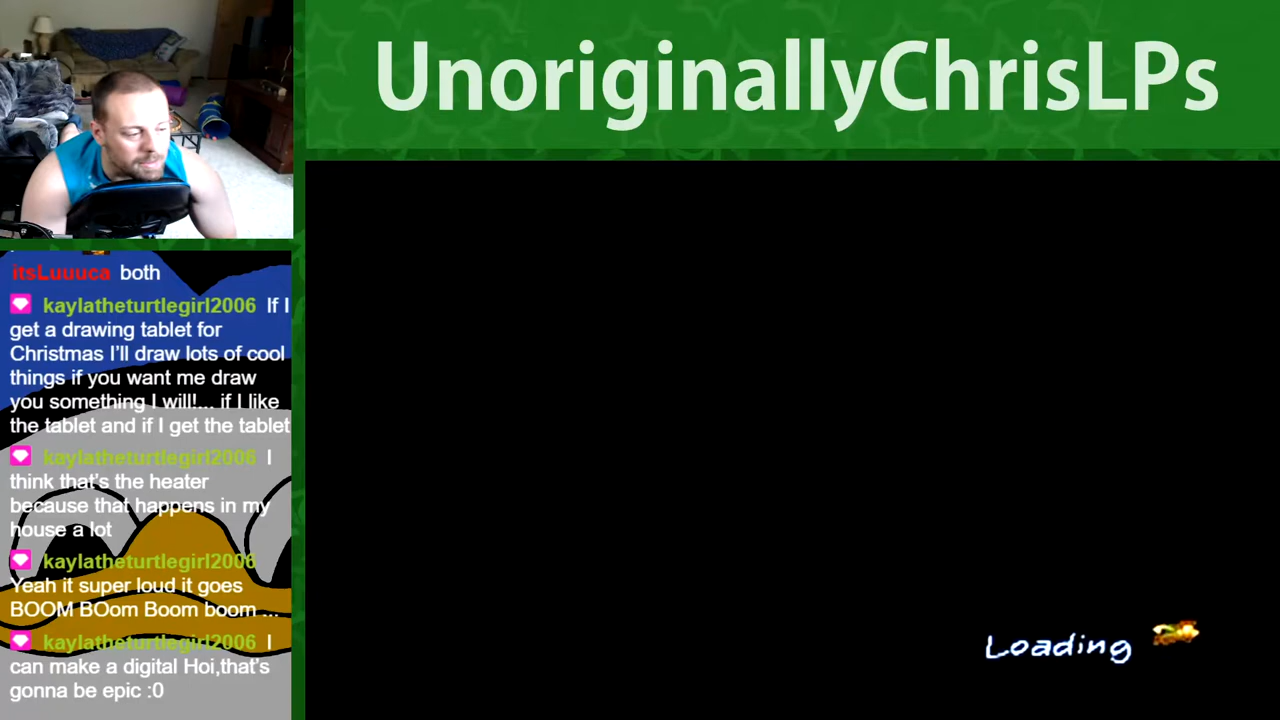 UnoriginallyChrisLPs
itsLuuuca both
kaylatheturtlegirl2006 If I
get a drawing tablet for
Christmas I'll draw lots of cool
things if you want me draw
you something I will!... if I like
the tablet and if I get the tablet
kaylatheturtlegirl2006 I
think that's the heater
because that happens in my
house a lot
kaylatheturtlegirl2006
Yeah it super loud it goes
BOOM BOom Boom boom ...
kaylatheturtlegirl2006 I
can make a digital Hoi,that's
gonna be epic :0
Loading